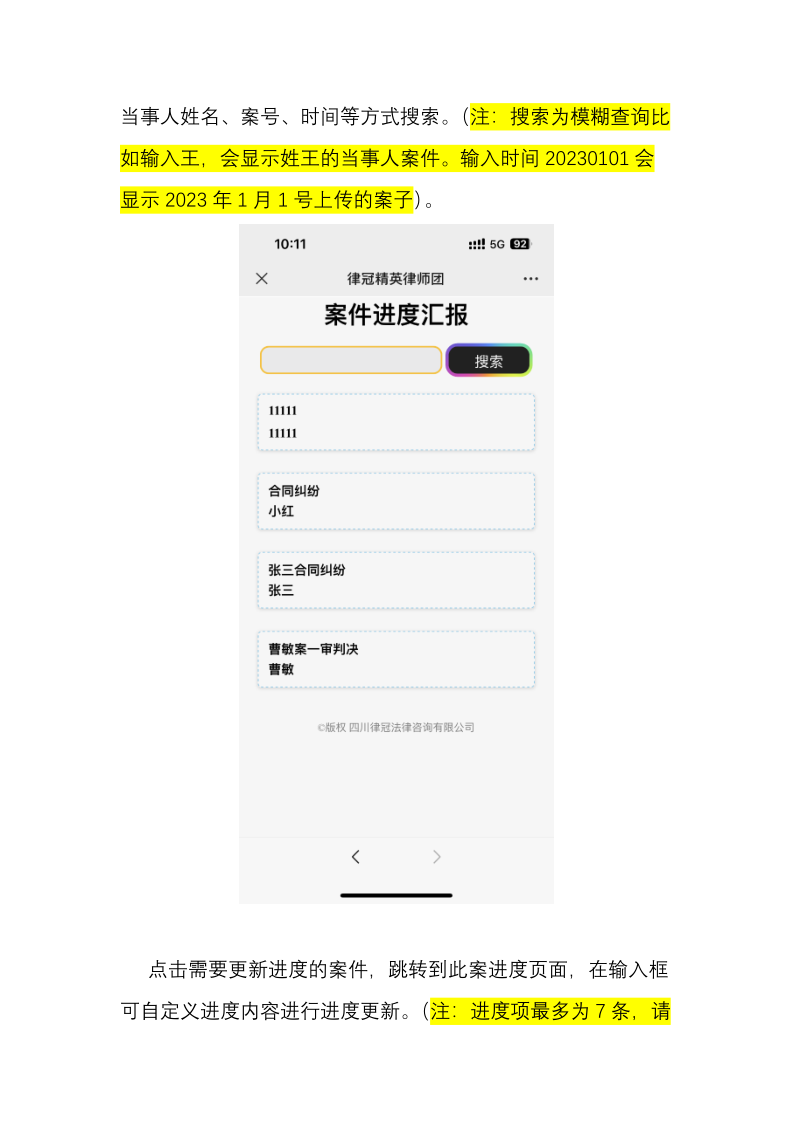 当事人姓名、案号、时间等方式搜索。（注：搜索为模糊查询比
如输入王，会显示姓王的当事人案件。输入时间 20230101 会
显示 2023 年 1 月 1 号上传的案子）。
10:11
5G 92
律冠精英律师团
案件进度汇报
搜索
11111
11111
合同纠纷
小红
张三合同纠纷
张三
曹敏案一审判决
曹敏
©版权 四川律冠法律咨询有限公司
点击需要更新进度的案件，跳转到此案进度页面，在输入框
可自定义进度内容进行进度更新。（注：进度项最多为 7 条，请